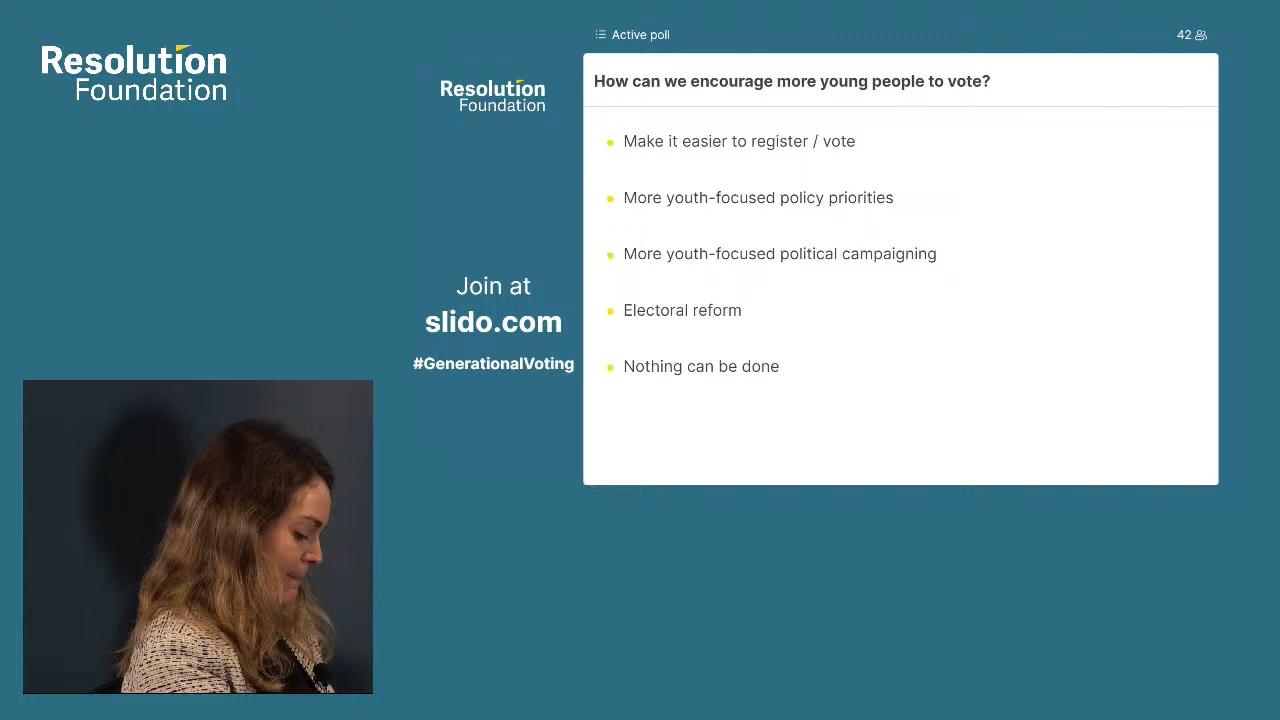 Resolution
Foundation
Active poll
42
Resolution
Foundation
How can we encourage more young people to vote?
Make it easier to register / vote
More youth-focused policy priorities
More youth-focused political campaigning
Electoral reform
Nothing can be done
Join at
slido.com
#GenerationalVoting